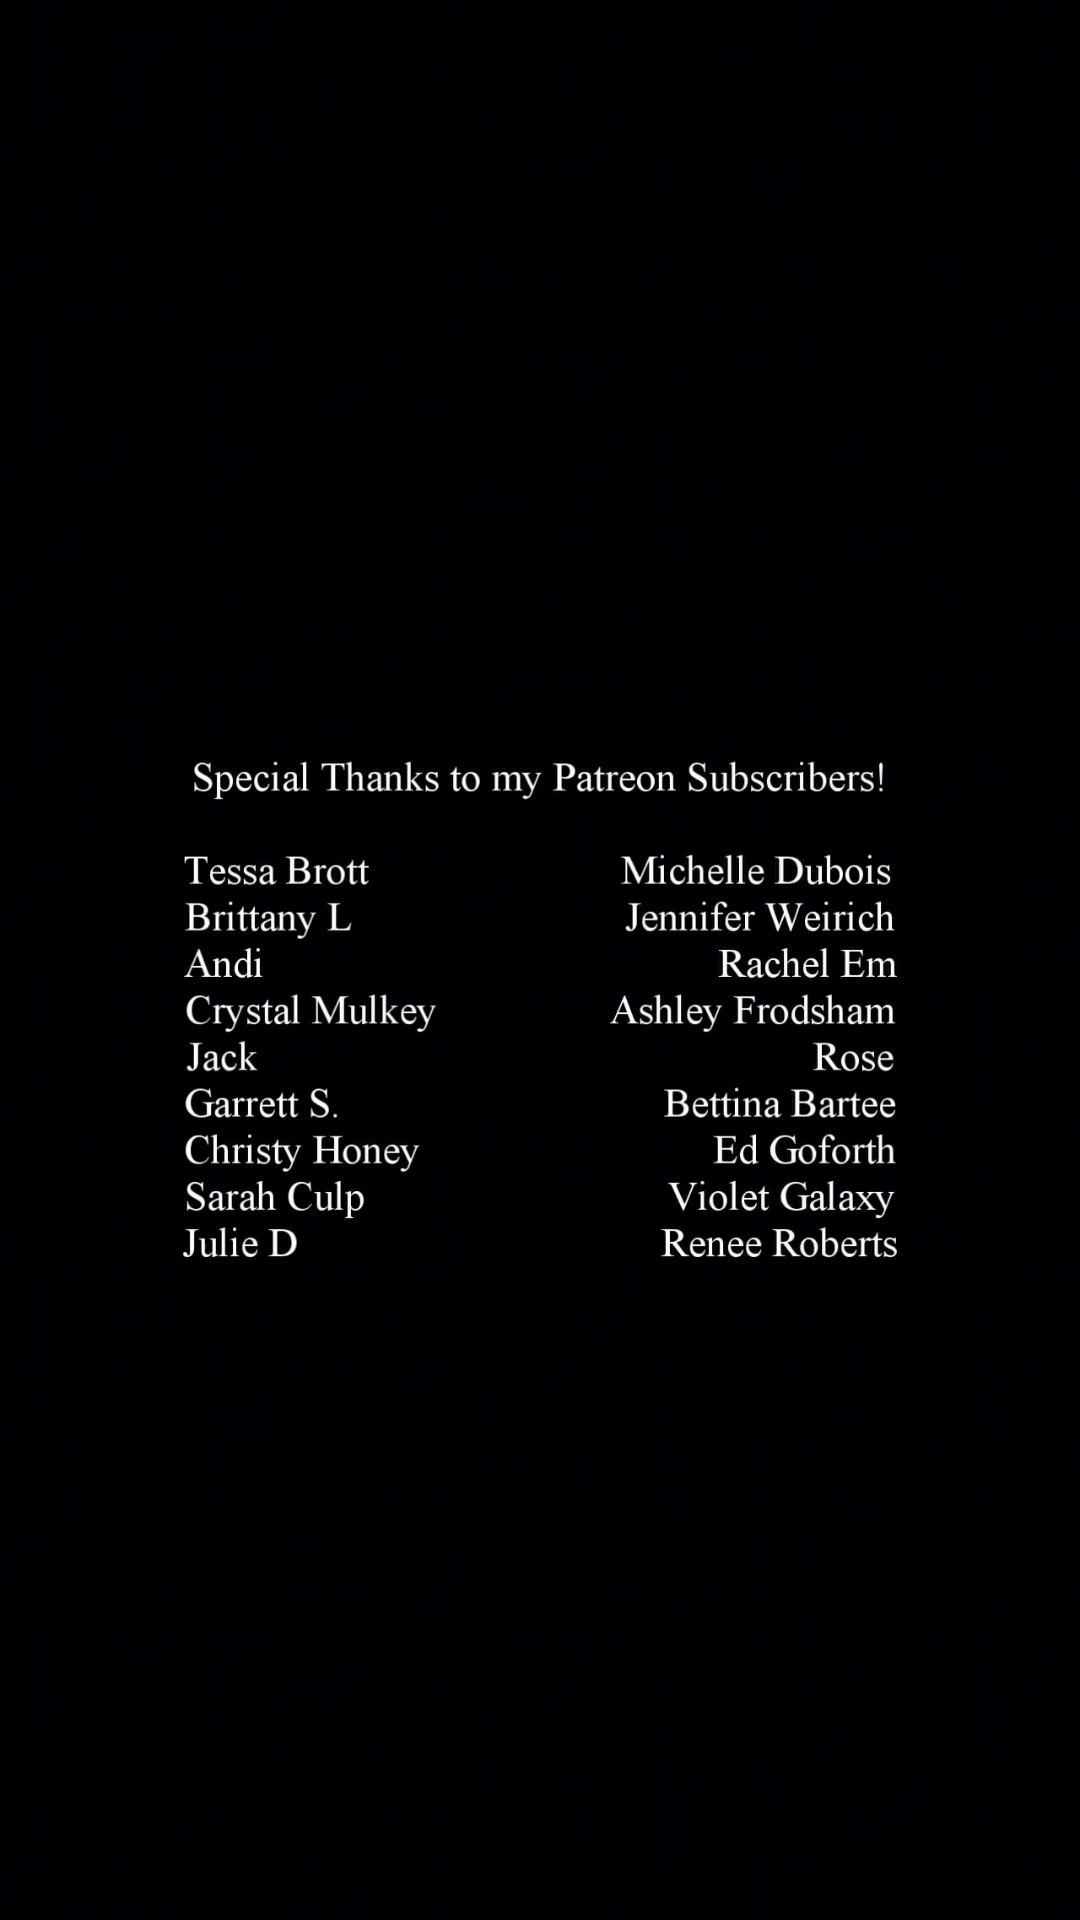 Special Thanks to my Patreon Subscribers!
Tessa Brott Michelle Dubois
Brittany L Jennifer Weirich
Andi Rachel Em
Crystal Mulkey Ashley Frodsham
Jack Rose
Garrett S. Bettina Bartee
Christy Honey Ed Goforth
Sarah Culp Violet Galaxy
Julie D Renee Roberts